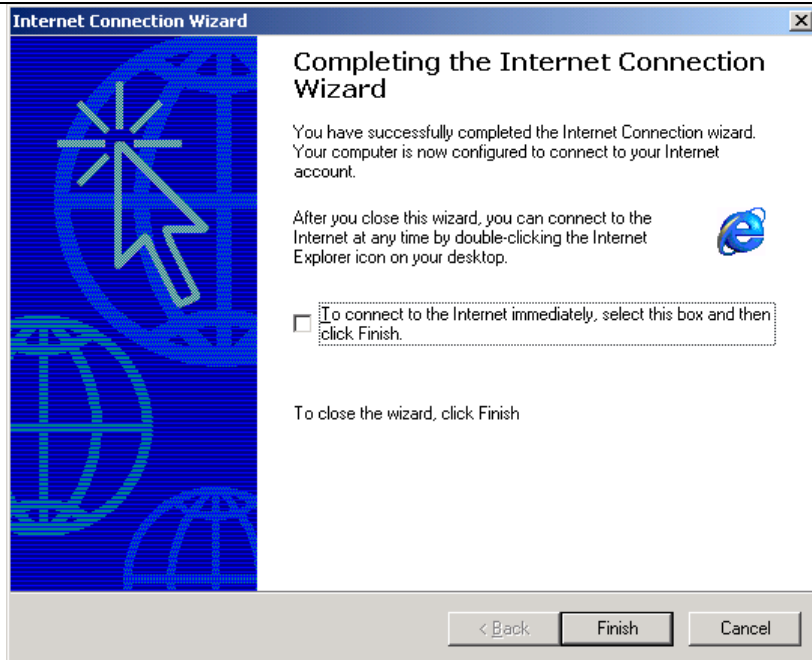 Internet Connection Wizard
Completing the Internet Connection
Wizard
You have successfully completed the Internet Connection wizard.
Your computer is now configured to connect to your Internet
account.
After you close this wizard, you can connect to the
Internet at any time by double-clicking the Internet
Explorer icon on your desktop.
To connect to the Internet immediately, select this box and then
click Finish.
To close the wizard, click Finish
< Back
Finish
Cancel